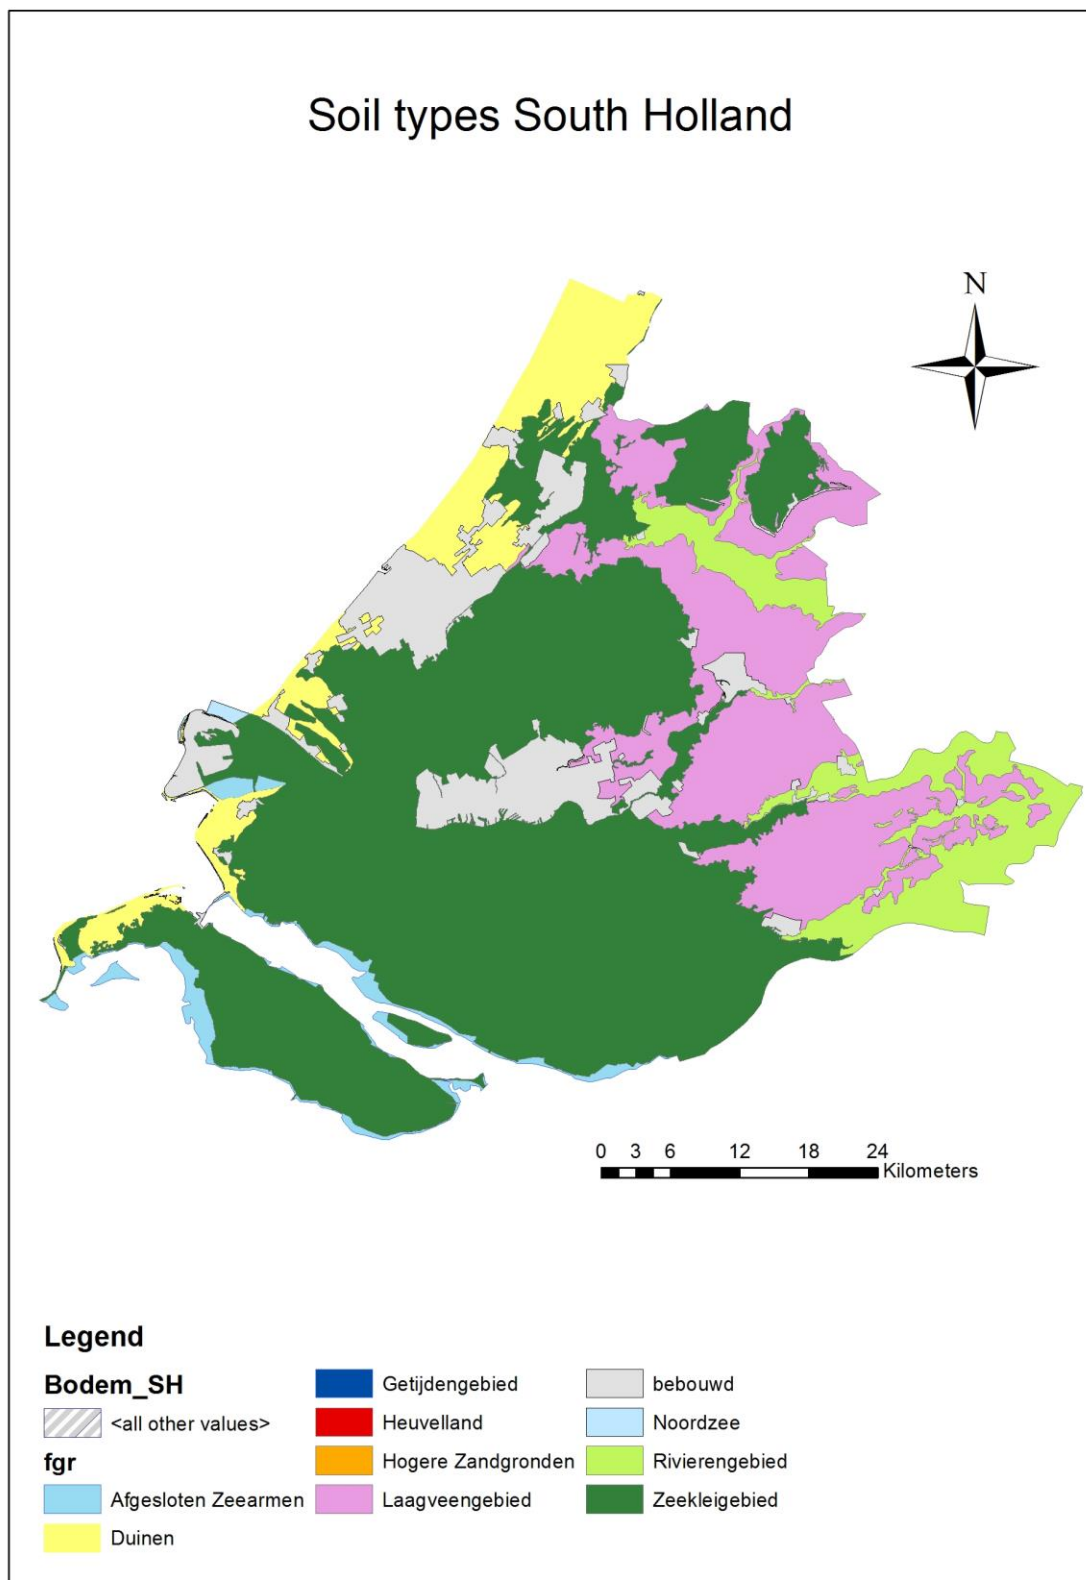 Soil types South Holland
N
0 3 6 12 18 24
Kilometers
Legend
Bodem_SH
<all other values>
fgr
Afgesloten Zeearmen
Duinen
Getijdengebied
Heuvelland
Hogere Zandgronden
Laagveengebied
bebouwd
Noordzee
Rivierengebied
Zeekleigebied